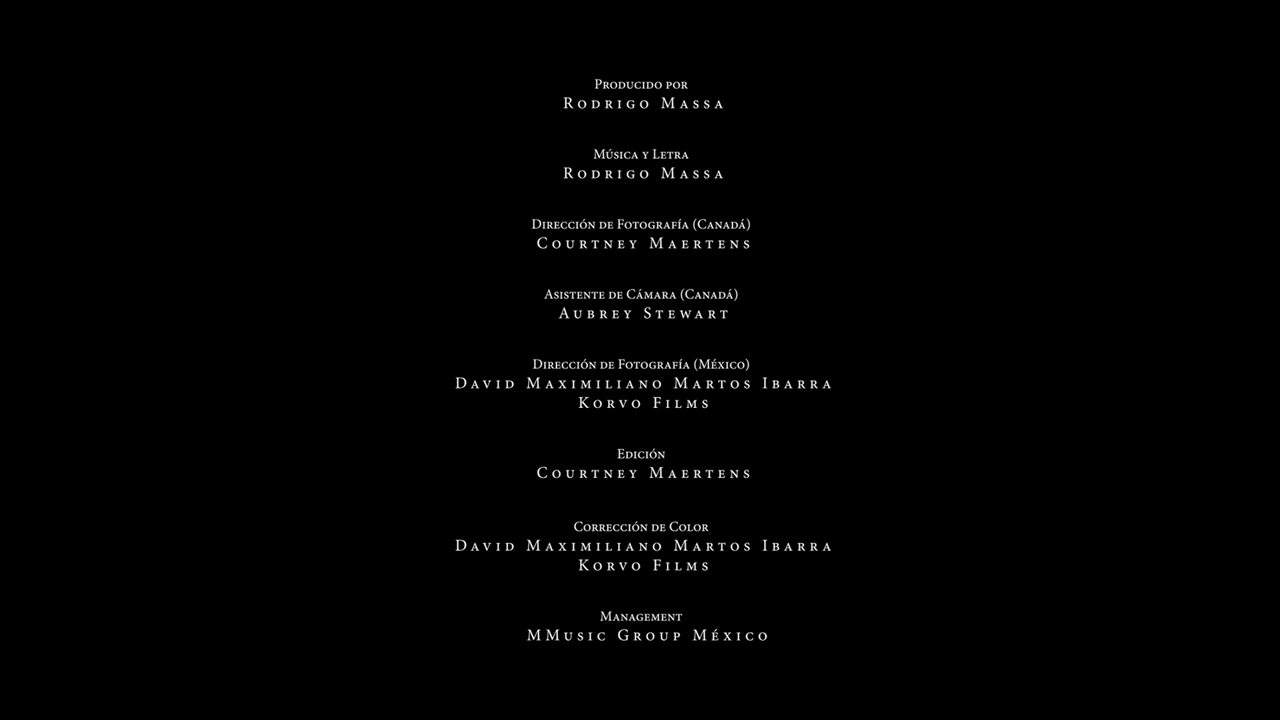 Producido por
Rodrigo Massa
Música y Letra
Rodrigo Massa
Dirección de Fotografía (Canadá)
Courtney Maertens
Asistente de Cámara (Canadá)
Aubrey Stewart
Dirección de Fotografía (México)
David Maximiliano Martos Ibarra
Korvo Films
Edición
Courtney Maertens
Corrección de Color
David Maximiliano Martos Ibarra
Korvo Films
Management
MMusic Group México